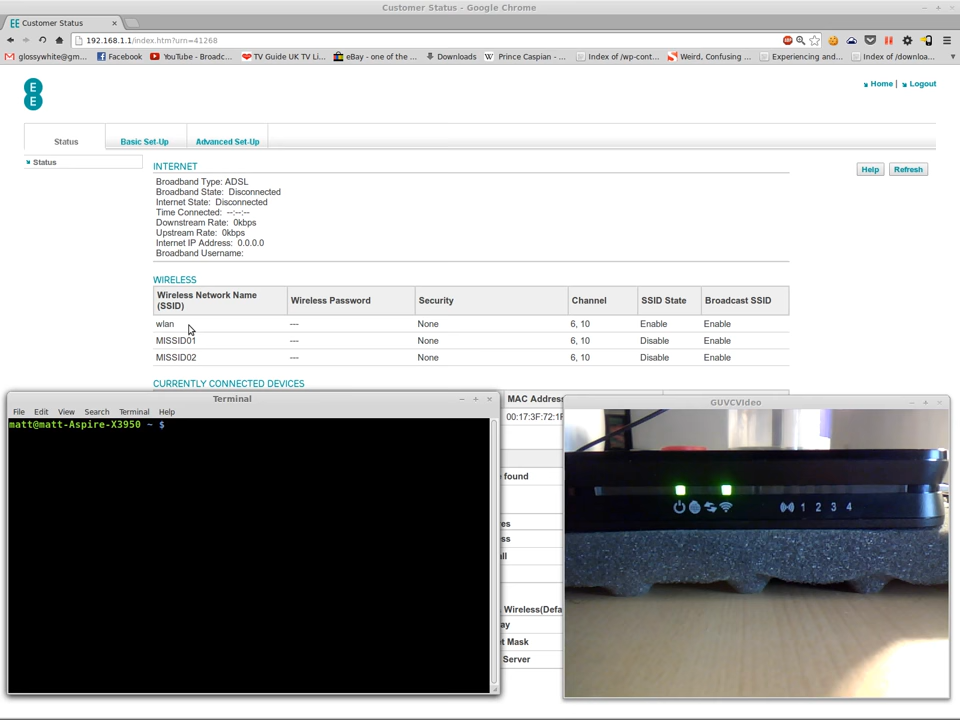 Customer Status - Google Chrome
EE Customer Status
192.168.1.1/index.htm?urn=41268
glossywhite@gm... Facebook YouTube - Broadc... TV Guide UK TV Li... eBay - one of the ... Downloads W Prince Caspian - ... Index of /wp-cont... Weird, Confusing ... Experiencing and... Index of /downloa...
E
E
Home | Logout
Status Basic Set-Up Advanced Set-Up
Status
INTERNET
Help Refresh
Broadband Type: ADSL
Broadband State: Disconnected
Internet State: Disconnected
Time Connected: --:--:--
Downstream Rate: 0kbps
Upstream Rate: 0kbps
Internet IP Address: 0.0.0.0
Broadband Username:
WIRELESS
Wireless Network Name (SSID) Wireless Password Security Channel SSID State Broadcast SSID
wlan --- None 6, 10 Enable Enable
MISSID01 --- None 6, 10 Disable Enable
MISSID02 --- None 6, 10 Disable Enable
CURRENTLY CONNECTED DEVICES
MAC Address
00:17:3F:72:1F
found
Wireless(Defa
t Mask
Server
Terminal
File Edit View Search Terminal Help
matt@matt-Aspire-X3950 ~ $
GUVCVIdeo
1 2 3 4